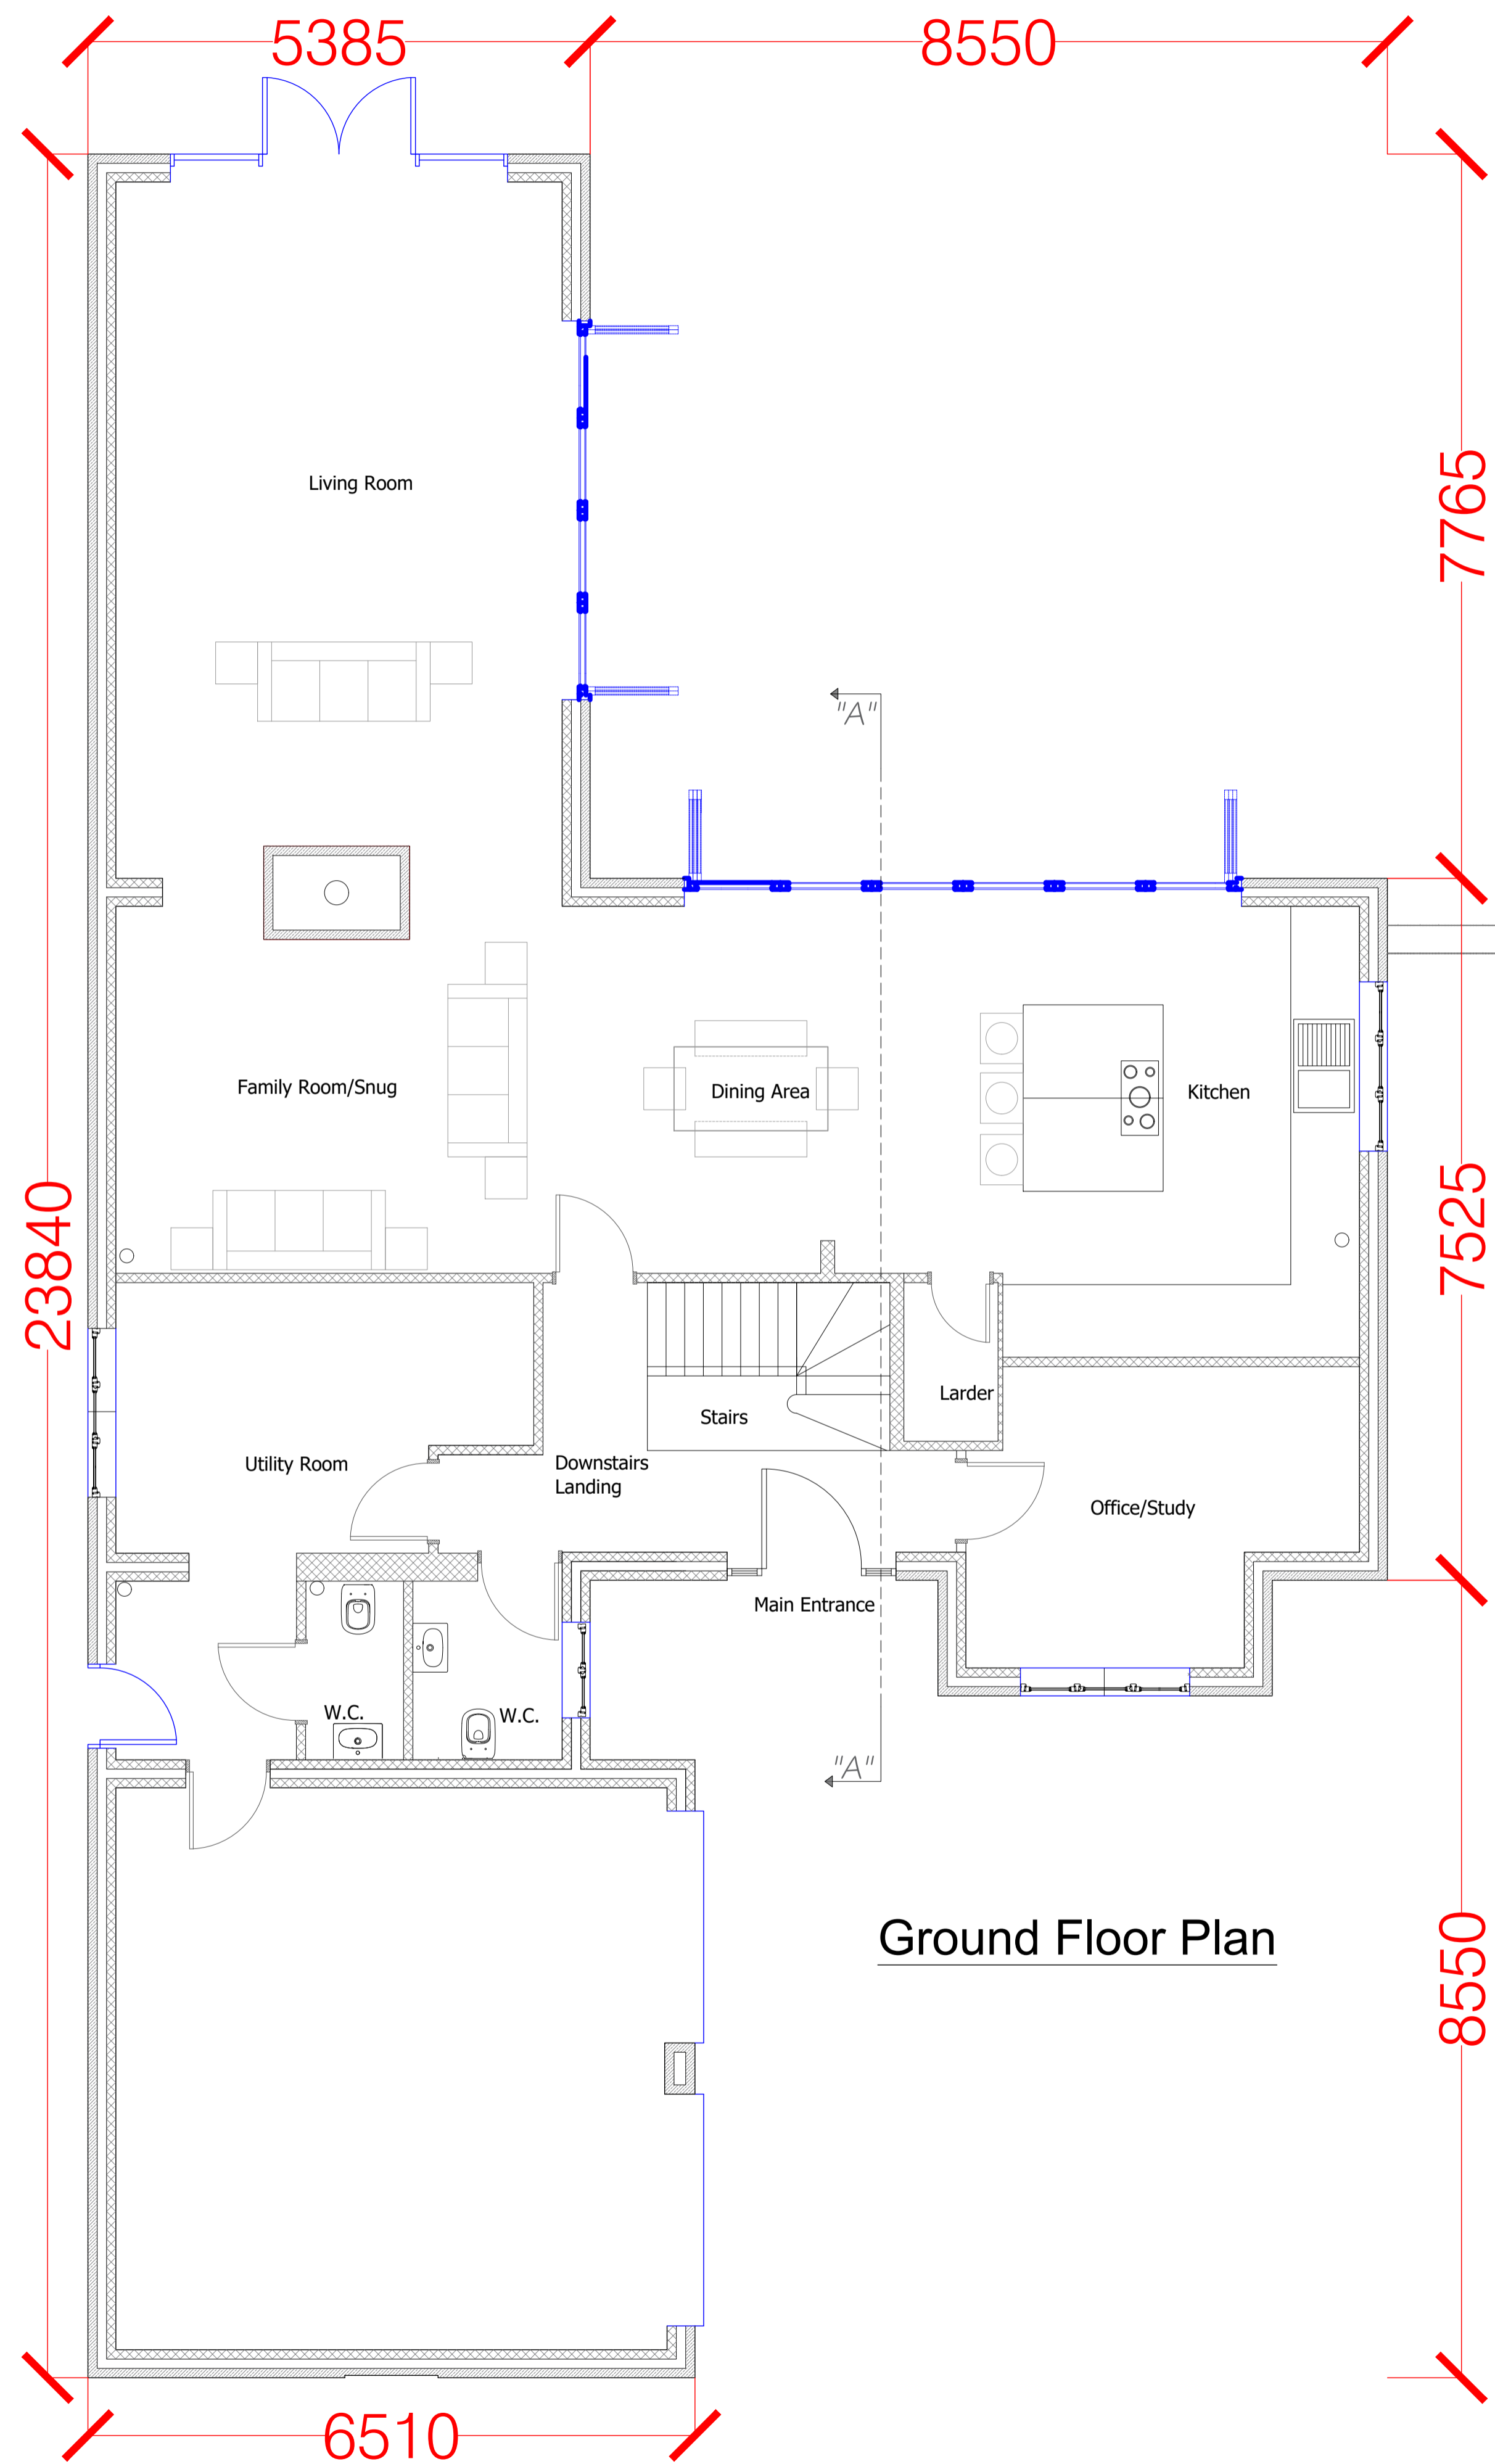 5385
8550
Living Room
7765
"A"
Family Room/Snug
Dining Area
Kitchen
23840
7525
Larder
Stairs
Utility Room
Downstairs
Landing
Office/Study
Main Entrance
W.C.
W.C.
"A"
Ground Floor Plan
8550
6510